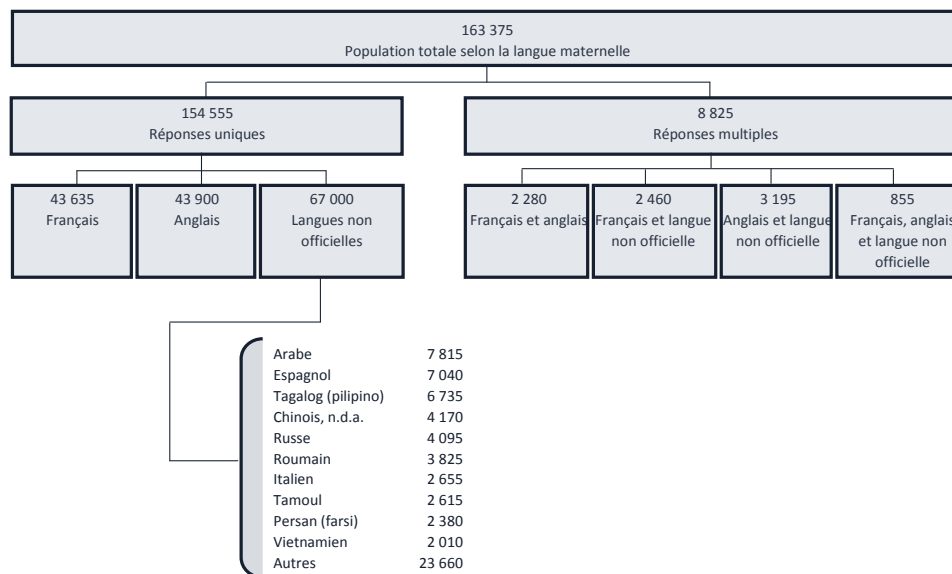 163 375
Population totale selon la langue maternelle
154 555
Réponses uniques
8 825
Réponses multiples
43 635
Français
43 900
Anglais
67 000
Langues non
officielles
2 280
Français et anglais
2 460
Français et langue
non officielle
3 195
Anglais et langue
non officielle
855
Français, anglais
et langue non
officielle
Arabe 7 815
Espagnol 7 040
Tagalog (pilipino) 6 735
Chinois, n.d.a. 4 170
Russe 4 095
Roumain 3 825
Italien 2 655
Tamoul 2 615
Persan (farsi) 2 380
Vietnamien 2 010
Autres 23 660